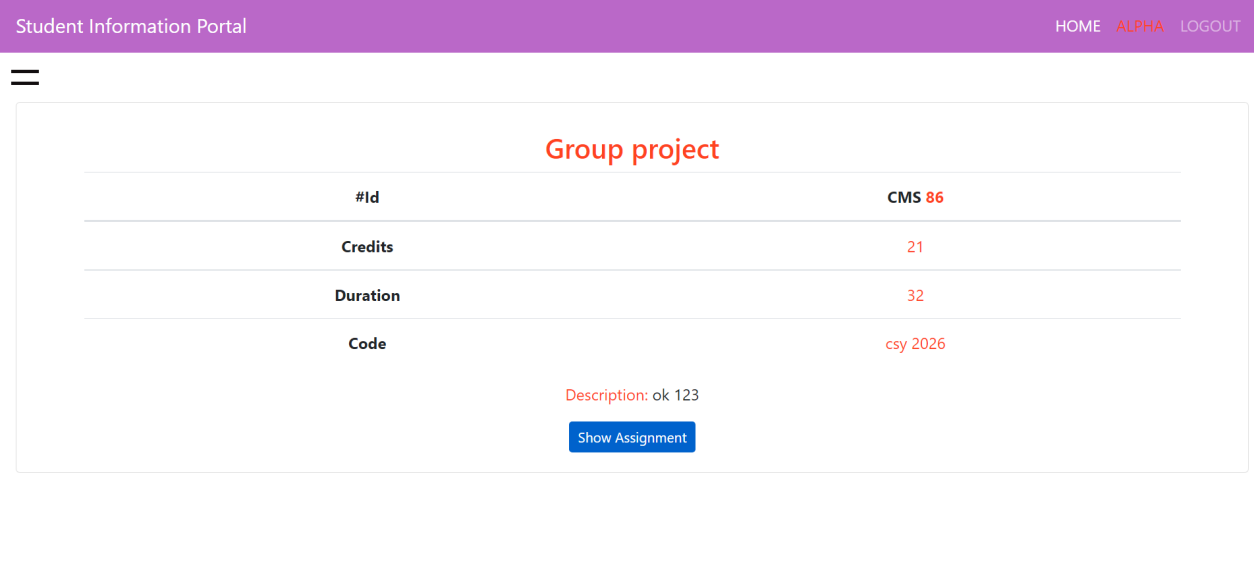 Student Information Portal HOME ALPHA LOGOUT
Group project
#Id CMS 86
Credits 21
Duration 32
Code csy 2026
Description: ok 123
Show Assignment